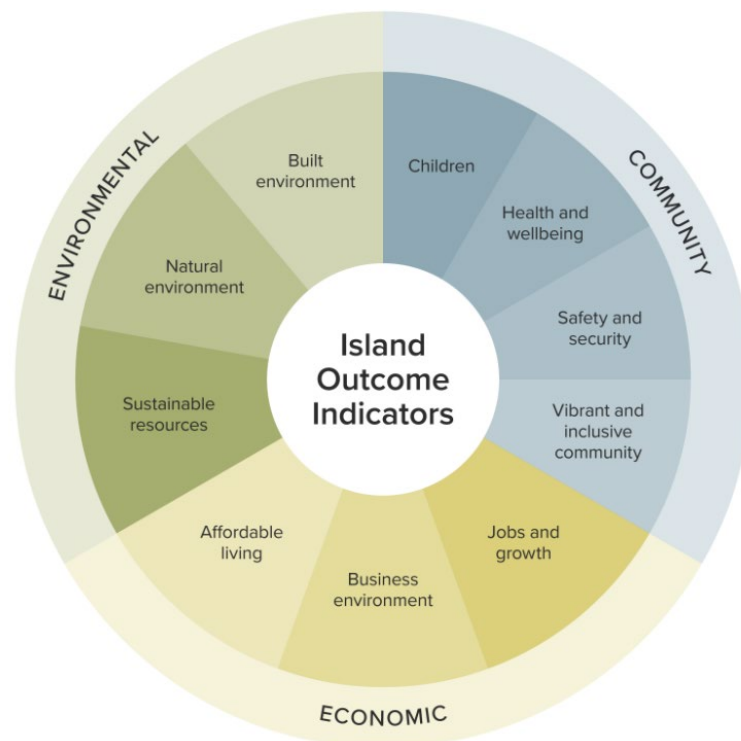 Island
Outcome
Indicators
COMMUNITY
Children
Health and
wellbeing
Safety and
security
Vibrant and
inclusive
community
ECONOMIC
Jobs and
growth
Business
environment
Affordable
living
ENVIRONMENTAL
Sustainable
resources
Natural
environment
Built
environment